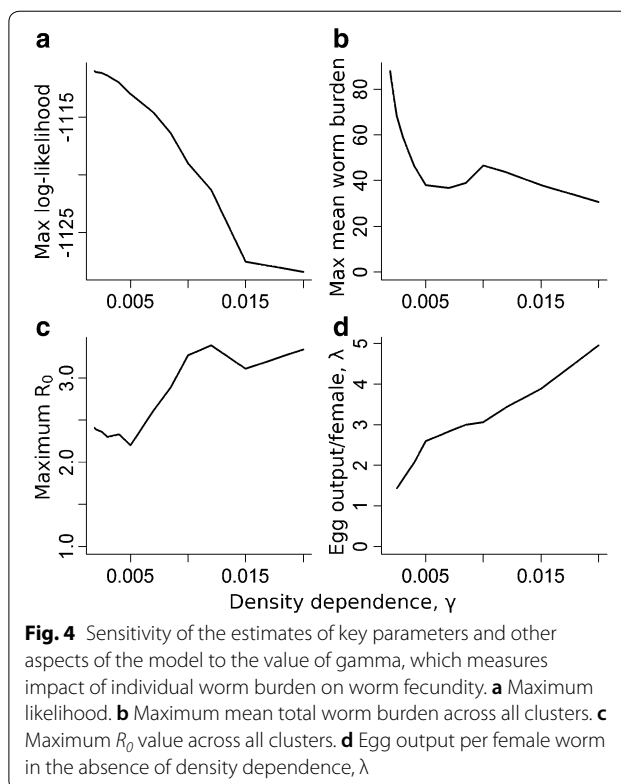 a
Max log-likelihood
-1115
-1125
0.005
0.015
b
Max mean worm burden
80
60
40
20
0
0.005
0.015
c
Maximum R0
3.0
2.0
1.0
0.005
0.015
d
Egg output/female, λ
5
4
3
2
1
0
0.005
0.015
Density dependence, γ
Fig. 4 Sensitivity of the estimates of key parameters and other
aspects of the model to the value of gamma, which measures
impact of individual worm burden on worm fecundity. a Maximum
likelihood. b Maximum mean total worm burden across all clusters. c
Maximum R0 value across all clusters. d Egg output per female worm
in the absence of density dependence, λ